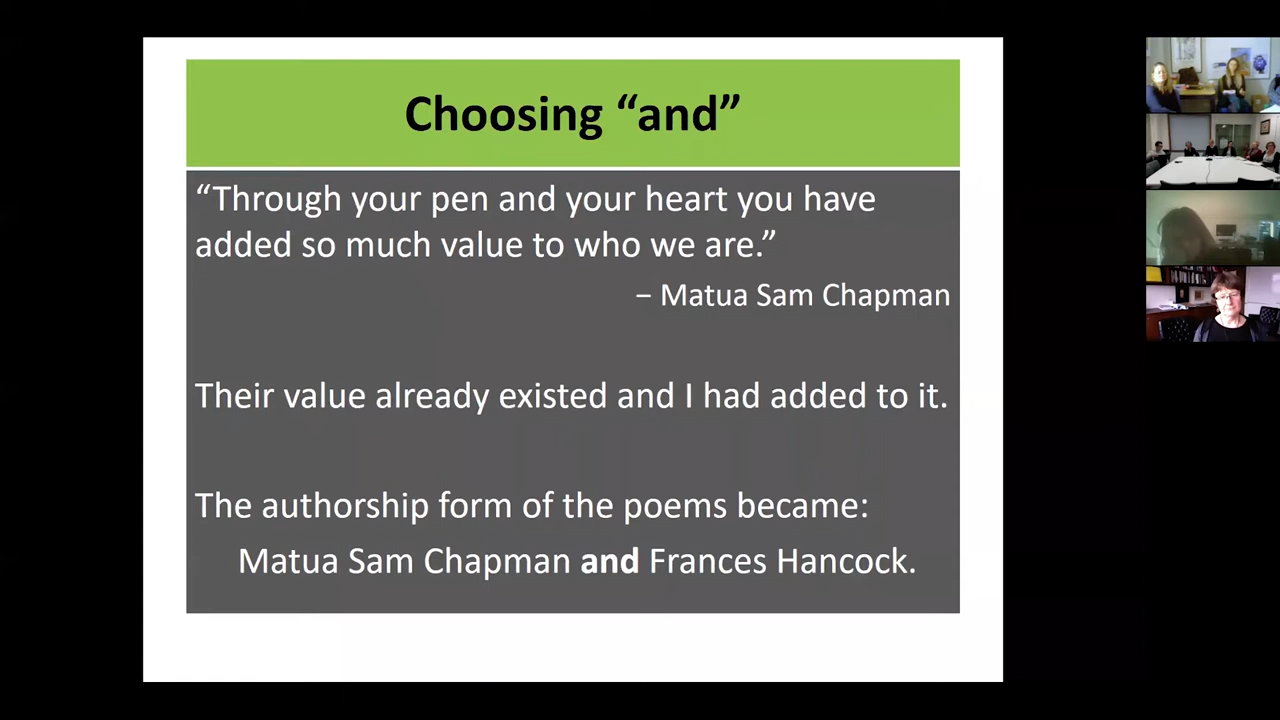 Choosing “and”
“Through your pen and your heart you have
added so much value to who we are.”
– Matua Sam Chapman
Their value already existed and I had added to it.
The authorship form of the poems became:
Matua Sam Chapman and Frances Hancock.